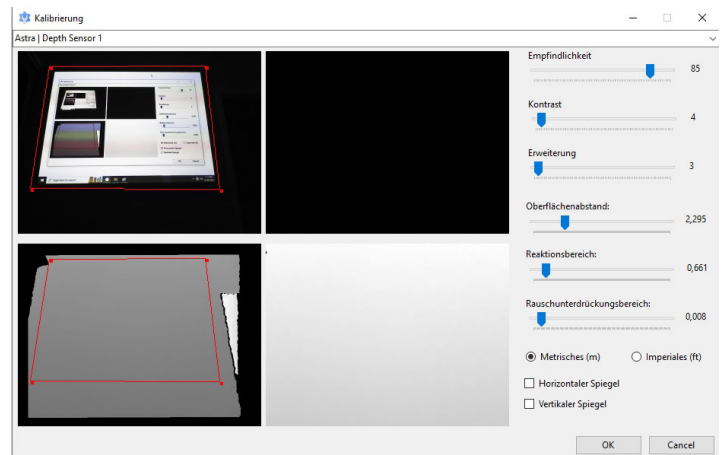 Kalibrierung
Astra | Depth Sensor 1
Empfindlichkeit
85
Kontrast
4
Erweiterung
3
Oberflächenabstand:
2,295
Reaktionsbereich:
0,661
Rauschunterdrückungsbereich:
0,008
Metrisches (m) Imperiales (ft)
Horizontaler Spiegel
Vertikaler Spiegel
OK Cancel